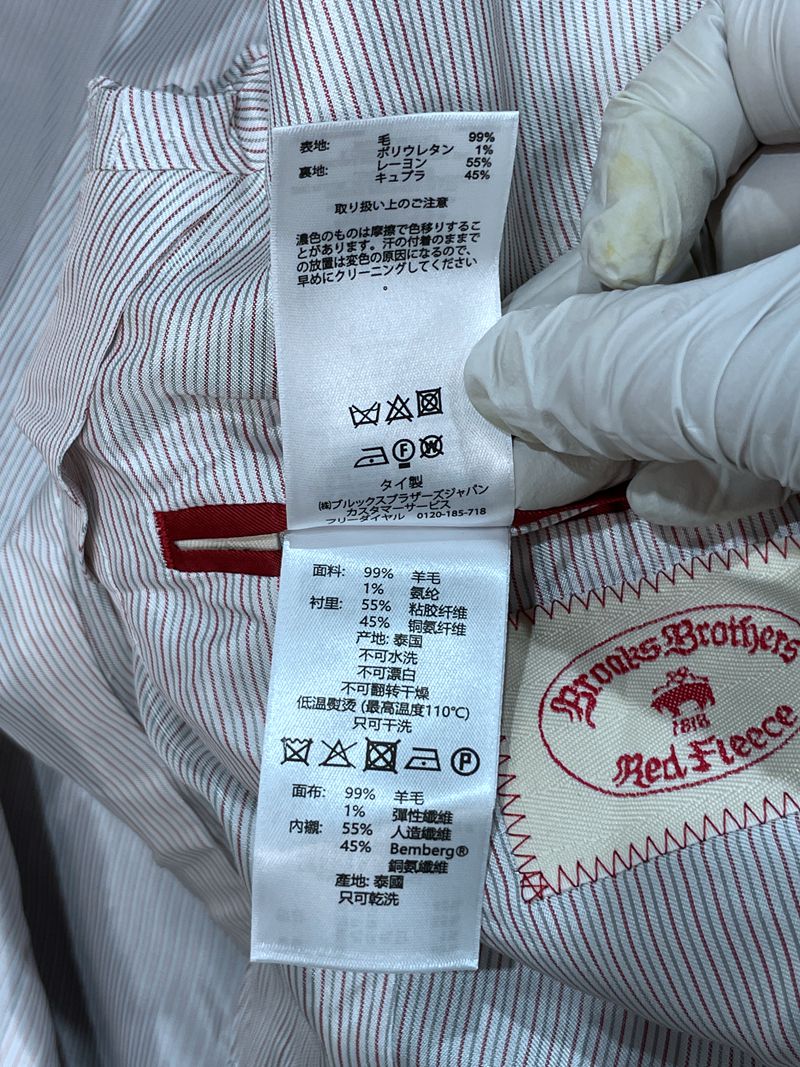 表地: 毛 99%
ポリウレタン 1%
裏地: レーヨン 55%
キュプラ 45%
取り扱い上のご注意
濃色のものは摩擦で色移りするこ
とがあります。汗の付着のままで
の放置は変色の原因になるので、
早めにクリーニングしてください
。
F W
タイ製
㈱ブルックスブラザーズジャパン
カスタマーサービス
フリーダイヤル 0120-185-718
面料: 99% 羊毛
1% 氨纶
衬里: 55% 粘胶纤维
45% 铜氨纤维
产地: 泰国
不可水洗
不可漂白
不可翻转干燥
低温熨烫 (最高温度110℃)
只可干洗
P
面布: 99% 羊毛
1% 彈性纖維
內襯: 55% 人造纖維
45% Bemberg®
銅氨纖維
產地: 泰國
只可乾洗
Brooks Brothers
1818
Red Fleece